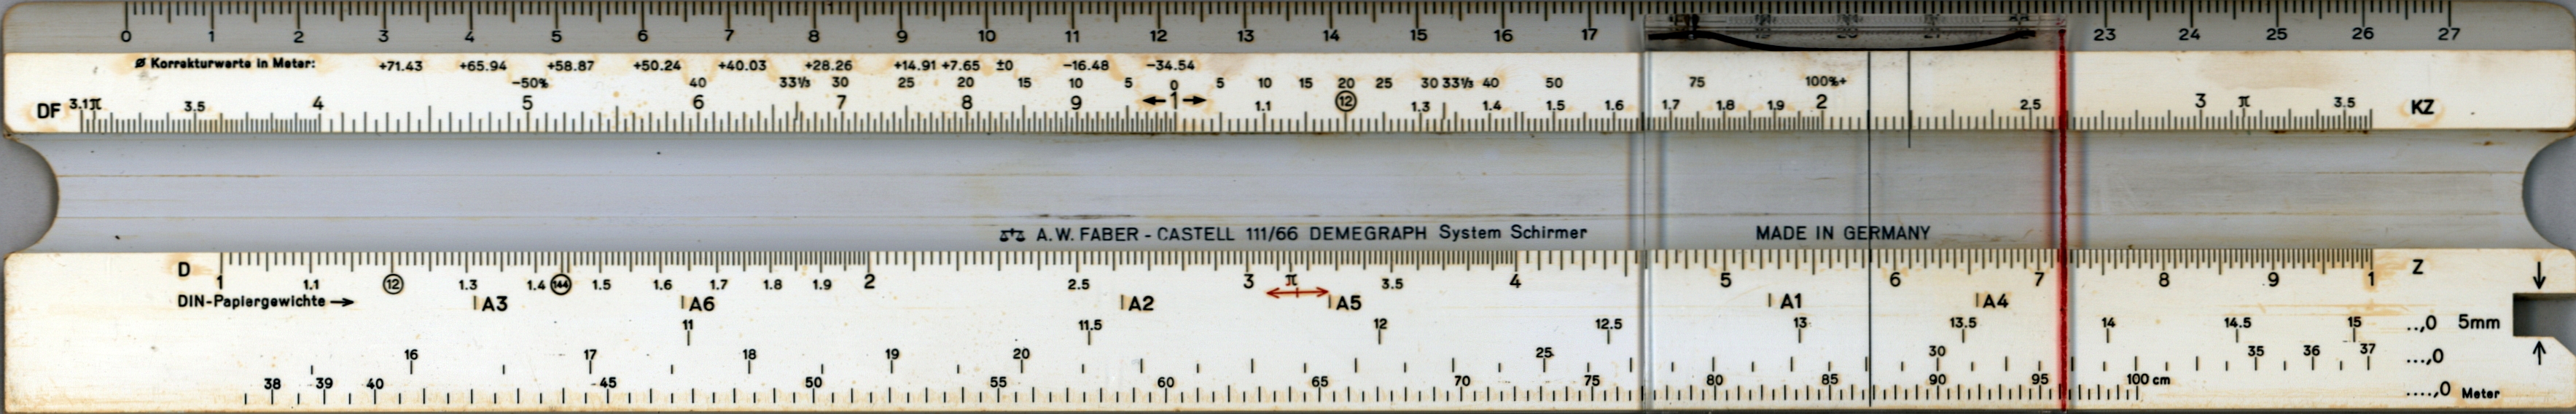 0 1 2 3 4 5 6 7 8 9 10 11 12 13 14 15 16 17 23 24 25 26 27
ø Korrekturwerte in Meter: +71.43 +65.94 +58.87 +50.24 +40.03 +28.26 +14.91 +7.65 ±0 -16.48 -34.54
-50% 40 33⅓ 30 25 20 15 10 5 0 5 10 15 20 25 30 33⅓ 40 50 75 100%+
DF 3.1 π 3.5 4 5 6 7 8 9 ←1→ 1.1 12 1.3 1.4 1.5 1.6 1.7 1.8 1.9 2 2.5 3 π 3.5 KZ
A.W. FABER - CASTELL 111/66 DEMEGRAPH System Schirmer MADE IN GERMANY
D 1 1.1 12 1.3 1.4 144 1.5 1.6 1.7 1.8 1.9 2 2.5 3 π 3.5 4 5 6 7 8 9 1 Z
DIN-Papiergewichte → A3 A6 A2 A5 A1 A4
11 11.5 12 12.5 13 13.5 14 14.5 15 ..,0 5mm
16 17 18 19 20 25 30 35 36 37 ...,0
38 39 40 45 50 55 60 65 70 75 80 85 90 95 100 cm ....,0 Meter